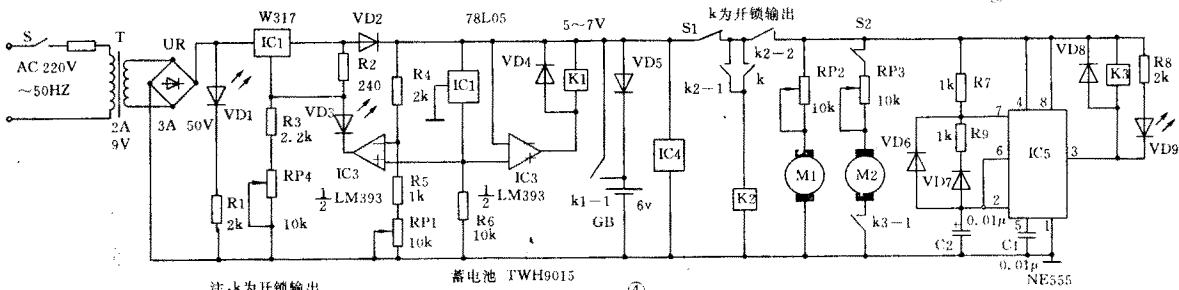 k为开锁输出
W317
78L05
5~7V
S
T
UR
IC1
VD2
S1
S2
k2-2
AC 220V
~50HZ
R2
240
R4
2k
IC1
VD4
K1
VD5
k2-1
k
RP2
10k
RP3
10k
R7
1k
VD8
K3
R8
2k
VD1
VD3
2A
9V
3A 50V
R3
2.2k
7
4
8
1k
R9
VD6
6
IC5
3
VD9
IC3
1/2 LM393
IC3
1/2 LM393
IC4
M1
M2
VD7
2
RP4
10k
R1
2k
R5
1k
RP1
10k
R6
10k
k1-1
GB
6v
K2
k3-1
0.01μ
C2
5
1
C1
0.01μ
NE555
蓄电池 TWH9015
注:k为开锁输出
④